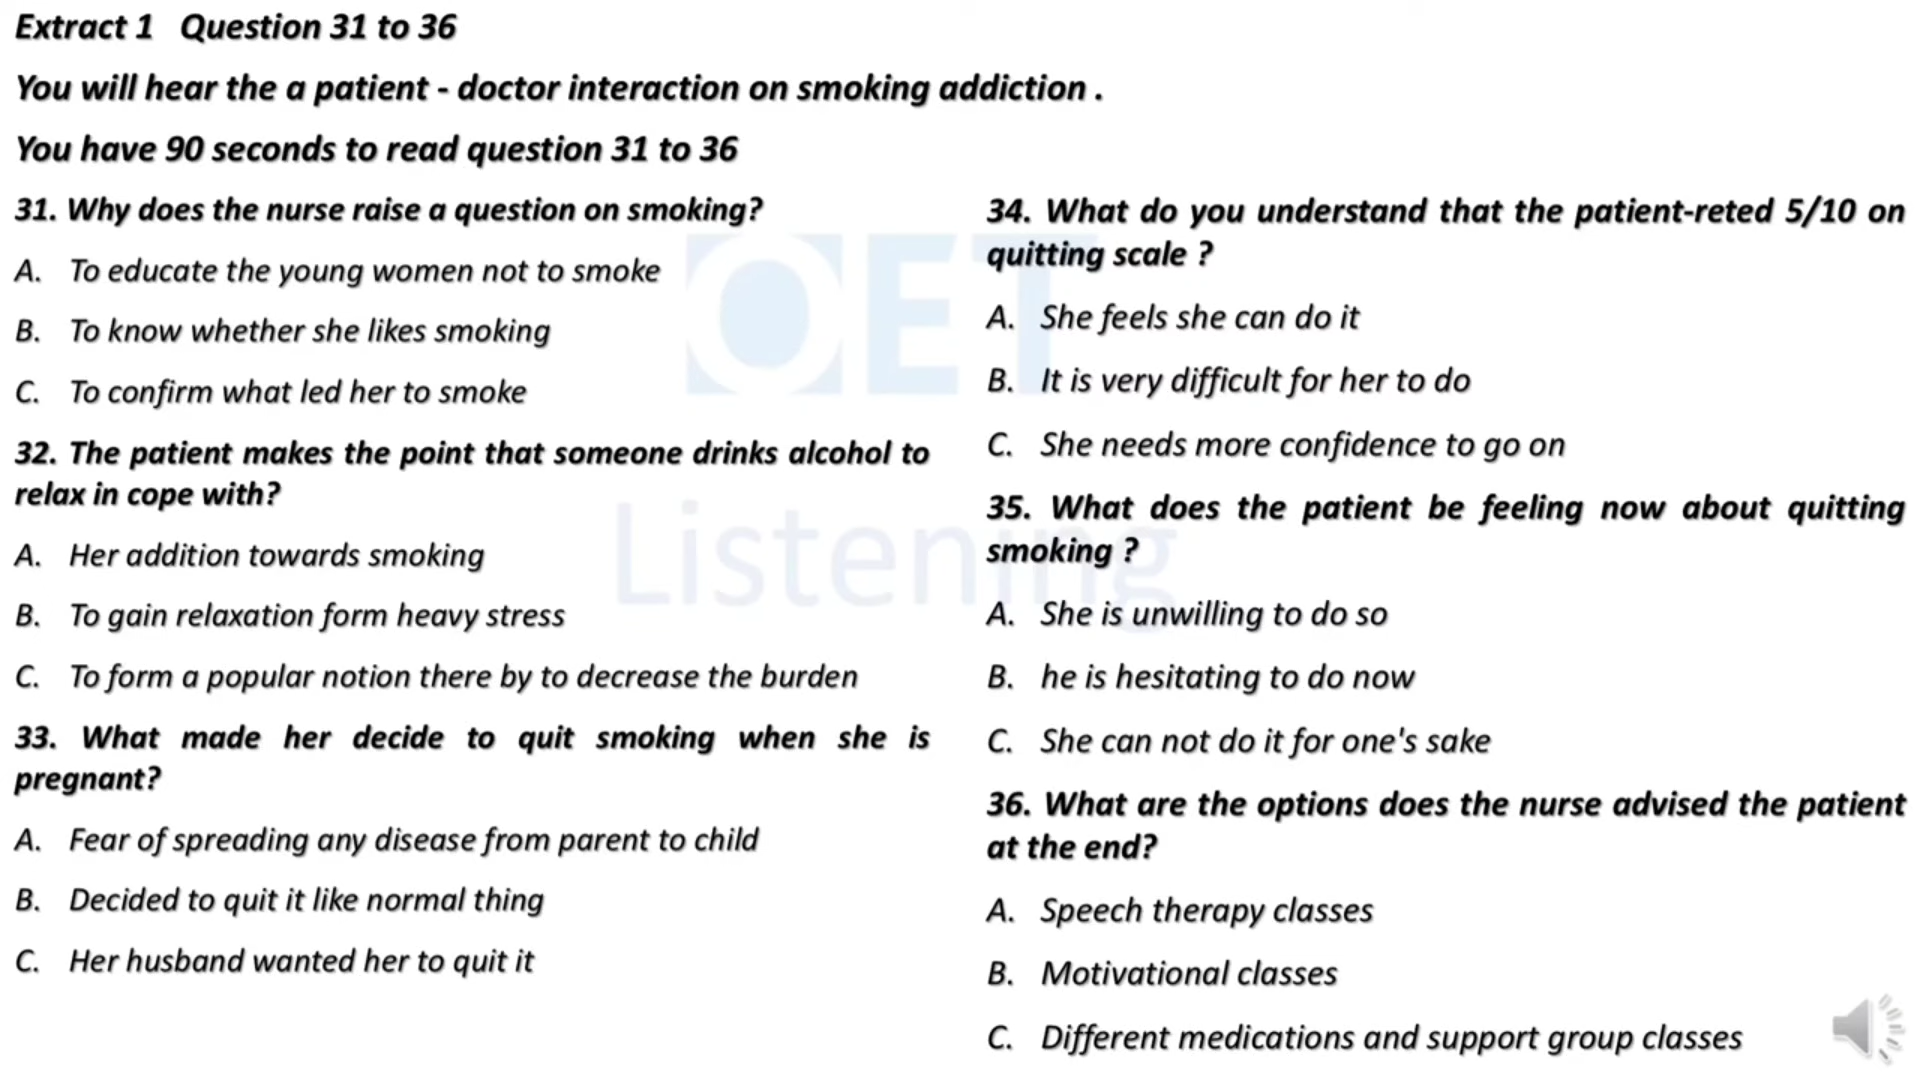 Extract 1 Question 31 to 36
You will hear the a patient - doctor interaction on smoking addiction .
You have 90 seconds to read question 31 to 36
31. Why does the nurse raise a question on smoking?
A. To educate the young women not to smoke
B. To know whether she likes smoking
C. To confirm what led her to smoke
32. The patient makes the point that someone drinks alcohol to
relax in cope with?
A. Her addition towards smoking
B. To gain relaxation form heavy stress
C. To form a popular notion there by to decrease the burden
33. What made her decide to quit smoking when she is
pregnant?
A. Fear of spreading any disease from parent to child
B. Decided to quit it like normal thing
C. Her husband wanted her to quit it
34. What do you understand that the patient-reted 5/10 on
quitting scale ?
A. She feels she can do it
B. It is very difficult for her to do
C. She needs more confidence to go on
35. What does the patient be feeling now about quitting
smoking ?
A. She is unwilling to do so
B. he is hesitating to do now
C. She can not do it for one's sake
36. What are the options does the nurse advised the patient
at the end?
A. Speech therapy classes
B. Motivational classes
C. Different medications and support group classes
OET
Listening